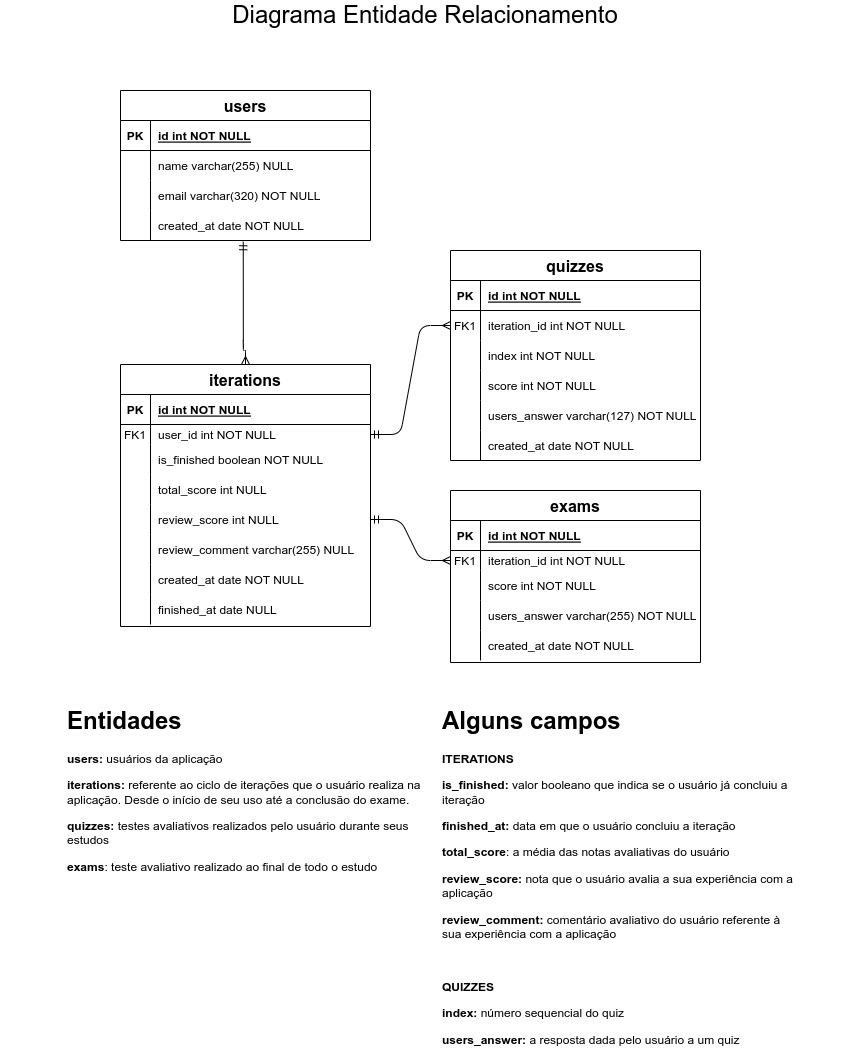 Diagrama Entidade Relacionamento
users
PK id int NOT NULL
name varchar(255) NULL
email varchar(320) NOT NULL
created_at date NOT NULL
quizzes
PK id int NOT NULL
FK1 iteration_id int NOT NULL
index int NOT NULL
score int NOT NULL
users_answer varchar(127) NOT NULL
created_at date NOT NULL
iterations
PK id int NOT NULL
FK1 user_id int NOT NULL
is_finished boolean NOT NULL
total_score int NULL
review_score int NULL
review_comment varchar(255) NULL
created_at date NOT NULL
finished_at date NULL
exams
PK id int NOT NULL
FK1 iteration_id int NOT NULL
score int NOT NULL
users_answer varchar(255) NOT NULL
created_at date NOT NULL
Entidades
users: usuários da aplicação
iterations: referente ao ciclo de iterações que o usuário realiza na
aplicação. Desde o início de seu uso até a conclusão do exame.
quizzes: testes avaliativos realizados pelo usuário durante seus
estudos
exams: teste avaliativo realizado ao final de todo o estudo
Alguns campos
ITERATIONS
is_finished: valor booleano que indica se o usuário já concluiu a
iteração
finished_at: data em que o usuário concluiu a iteração
total_score: a média das notas avaliativas do usuário
review_score: nota que o usuário avalia a sua experiência com a
aplicação
review_comment: comentário avaliativo do usuário referente à
sua experiência com a aplicação
QUIZZES
index: número sequencial do quiz
users_answer: a resposta dada pelo usuário a um quiz